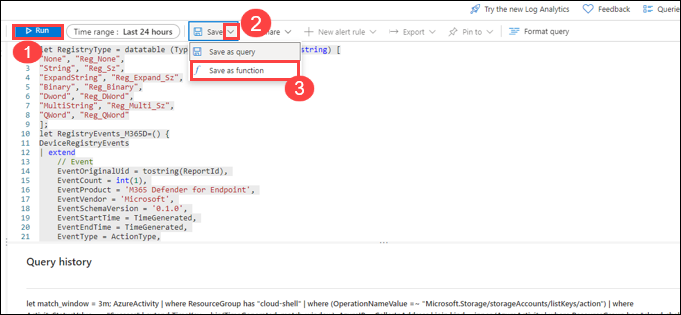 Try the new Log Analytics Feedback Queries
Run Time range : Last 24 hours Save Share New alert rule Export Pin to Format query
1
2
3
Save as query
Save as function
let RegistryType = datatable (Typ string) [
"None", "Reg_None",
3 "String", "Reg_Sz",
4 "ExpandString", "Reg_Expand_Sz",
5 "Binary", "Reg_Binary",
6 "Dword", "Reg_DWord",
7 "MultiString", "Reg_Multi_Sz",
8 "QWord", "Reg_QWord"
9 ];
10 let RegistryEvents_M365D=() {
11 DeviceRegistryEvents
12 | extend
13 // Event
14 EventOriginalUid = tostring(ReportId),
15 EventCount = int(1),
16 EventProduct = 'M365 Defender for Endpoint',
17 EventVendor = 'Microsoft',
18 EventSchemaVersion = '0.1.0',
19 EventStartTime = TimeGenerated,
20 EventEndTime = TimeGenerated,
21 EventType = ActionType,
Query history
let match_window = 3m; AzureActivity | where ResourceGroup has "cloud-shell" | where (OperationNameValue =~ "Microsoft.Storage/storageAccounts/listKeys/action") | where